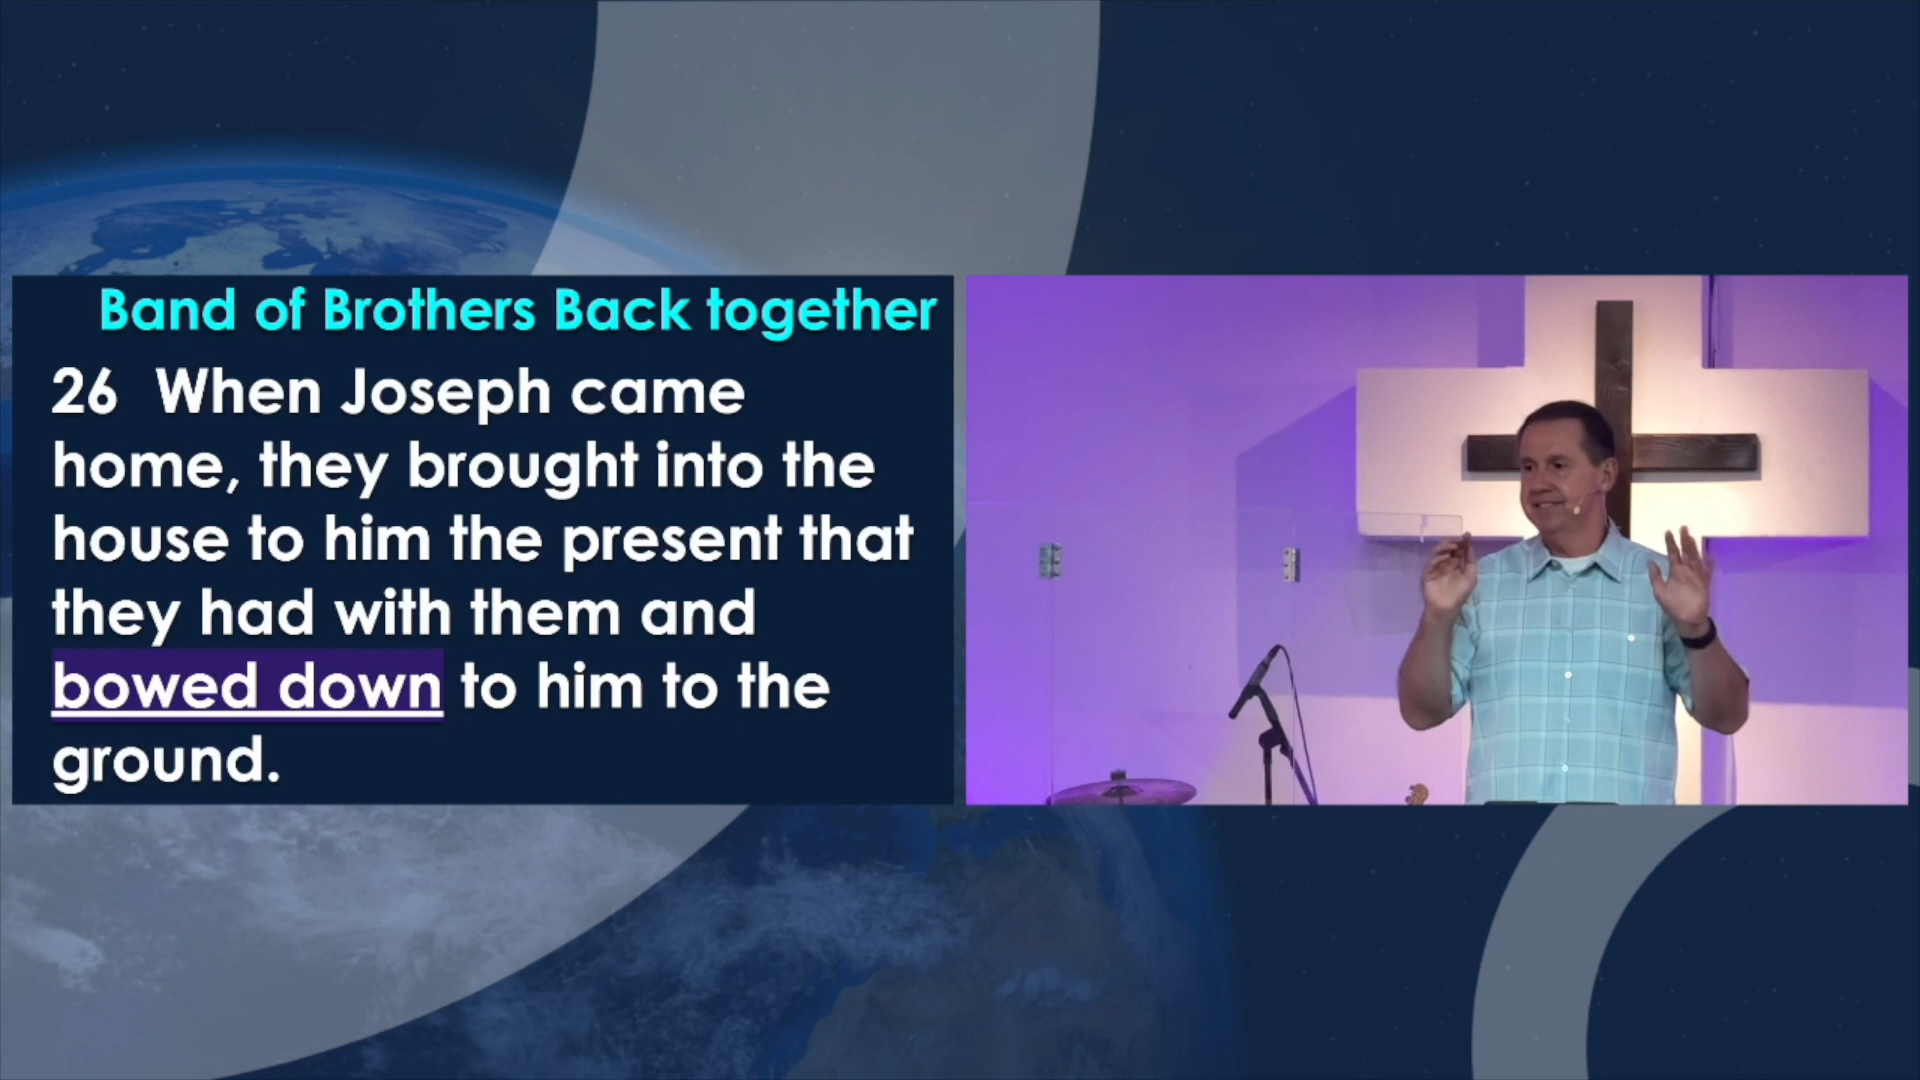 Band of Brothers Back together
26 When Joseph came
home, they brought into the
house to him the present that
they had with them and
bowed down to him to the
ground.